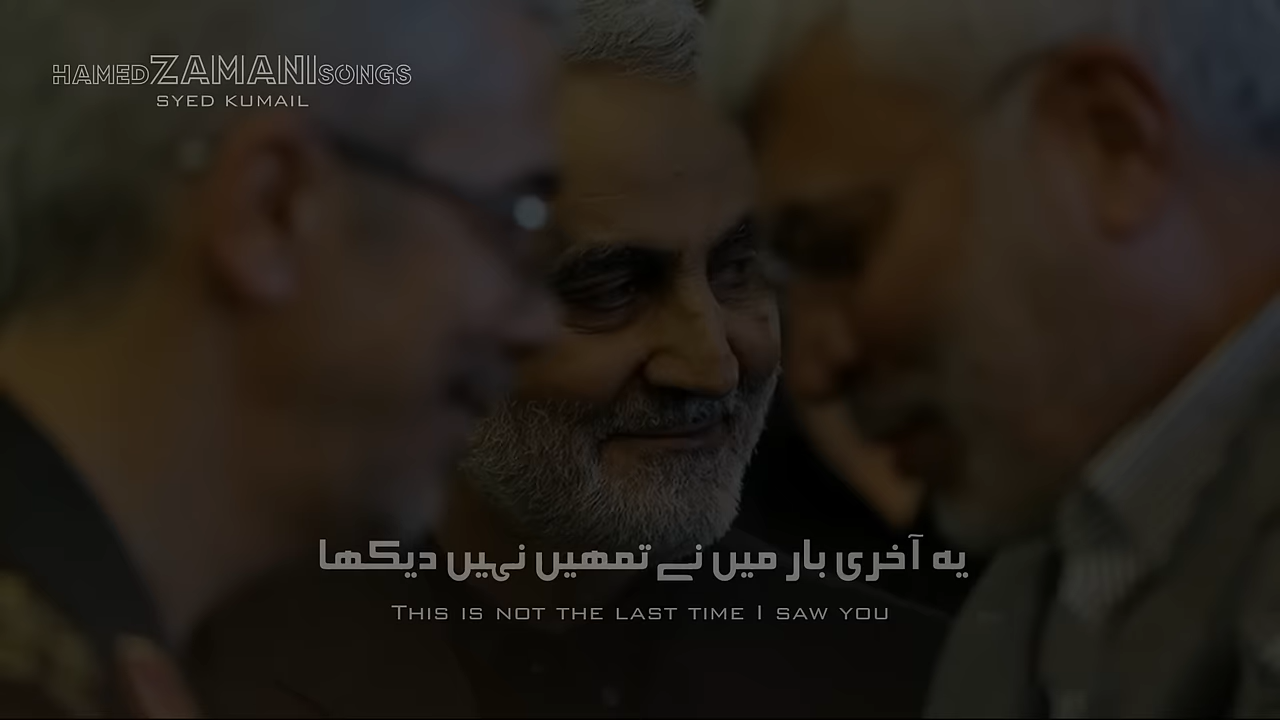 HAMEDZAMANISONGS
SYED KUMAIL
یہ آخری بار میں نے تمھیں نہیں دیکھا
THIS IS NOT THE LAST TIME I SAW YOU